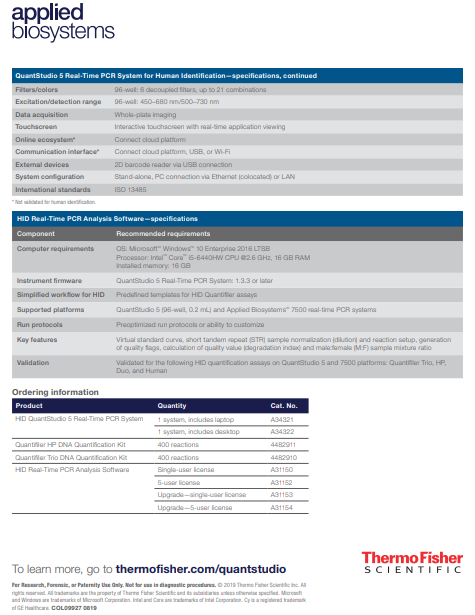 applied
biosystems
QuantStudio 5 Real-Time PCR System for Human Identification—specifications, continued
Filters/colors 96-well: 6 decoupled filters, up to 21 combinations
Excitation/detection range 96-well: 450–680 nm/500–730 nm
Data acquisition Whole-plate imaging
Touchscreen Interactive touchscreen with real-time application viewing
Online ecosystem* Connect cloud platform
Communication interface* Connect cloud platform, USB, or Wi-Fi
External devices 2D barcode reader via USB connection
System configuration Stand-alone, PC connection via Ethernet (colocated) or LAN
International standards ISO 13485
* Not validated for human identification.
HID Real-Time PCR Analysis Software—specifications
Component Recommended requirements
Computer requirements OS: Microsoft™ Windows™ 10 Enterprise 2016 LTSB
Processor: Intel™ Core™ i5-6440HW CPU @2.6 GHz, 16 GB RAM
Installed memory: 16 GB
Instrument firmware QuantStudio 5 Real-Time PCR System: 1.3.3 or later
Simplified workflow for HID Predefined templates for HID Quantifiler assays
Supported platforms QuantStudio 5 (96-well, 0.2 mL) and Applied Biosystems™ 7500 real-time PCR systems
Run protocols Preoptimized run protocols or ability to customize
Key features Virtual standard curve, short tandem repeat (STR) sample normalization (dilution) and reaction setup, generation
of quality flags, calculation of quality value (degradation index) and male:female (M:F) sample mixture ratio
Validation Validated for the following HID quantification assays on QuantStudio 5 and 7500 platforms: Quantifiler Trio, HP,
Duo, and Human
Ordering information
Product Quantity Cat. No.
HID QuantStudio 5 Real-Time PCR System 1 system, includes laptop A34321
1 system, includes desktop A34322
Quantifiler HP DNA Quantification Kit 400 reactions 4482911
Quantifiler Trio DNA Quantification Kit 400 reactions 4482910
HID Real-Time PCR Analysis Software Single-user license A31150
5-user license A31152
Upgrade—single-user license A31153
Upgrade—5-user license A31154
To learn more, go to thermofisher.com/quantstudio
ThermoFisher
SCIENTIFIC
For Research, Forensic, or Paternity Use Only. Not for use in diagnostic procedures. © 2019 Thermo Fisher Scientific Inc. All
rights reserved. All trademarks are the property of Thermo Fisher Scientific and its subsidiaries unless otherwise specified. Microsoft
and Windows are trademarks of Microsoft Corporation. Intel and Core are trademarks of Intel Corporation. Cy is a registered trademark
of GE Healthcare. COL09927 0819